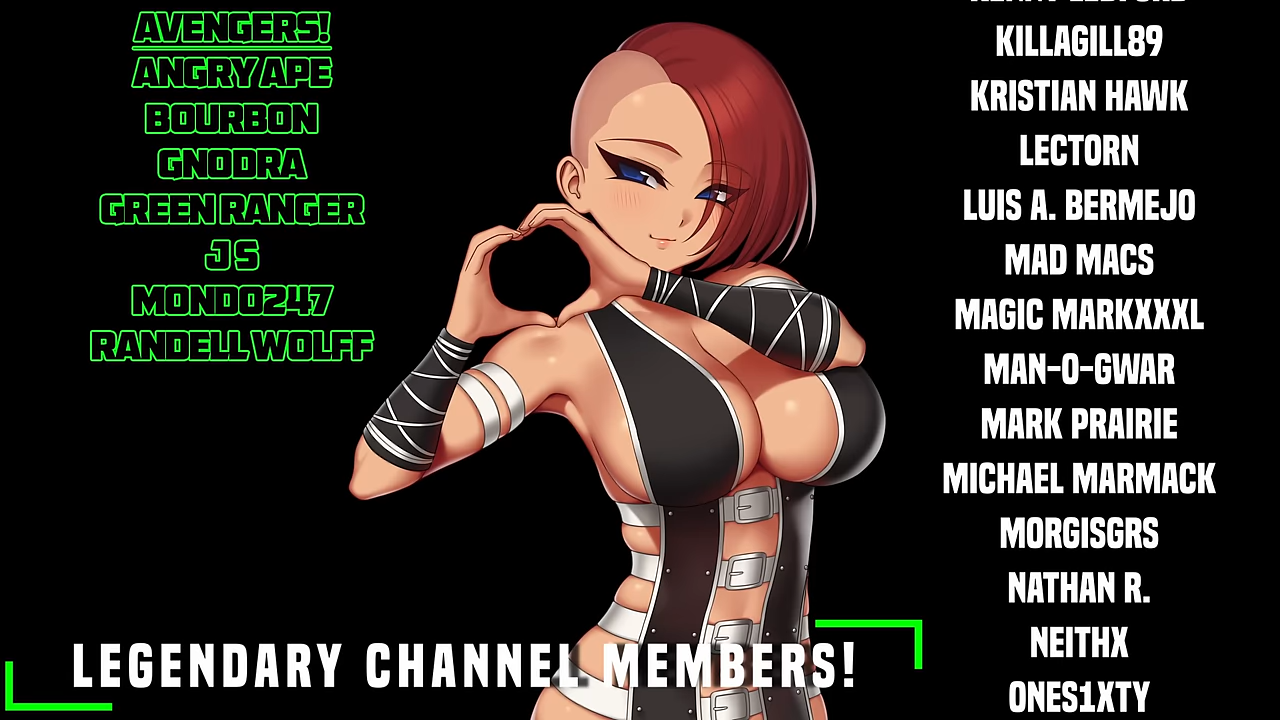 AVENGERS!
ANGRY APE
BOURBON
GNODRA
GREEN RANGER
J S
MONDO247
RANDELL WOLFF
KILLAGILL89
KRISTIAN HAWK
LECTORN
LUIS A. BERMEJO
MAD MACS
MAGIC MARKXXXL
MAN-O-GWAR
MARK PRAIRIE
MICHAEL MARMACK
MORGISGRS
NATHAN R.
NEITHX
ONES1XTY
LEGENDARY CHANNEL MEMBERS!